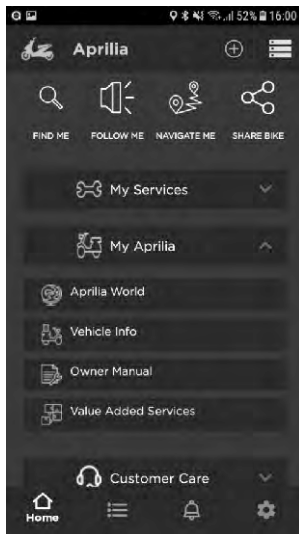 52% 16:00
Aprilia
FIND ME FOLLOW ME NAVIGATE ME SHARE BIKE
My Services
My Aprilia
Aprilia World
Vehicle Info
Owner Manual
Value Added Services
Customer Care
Home